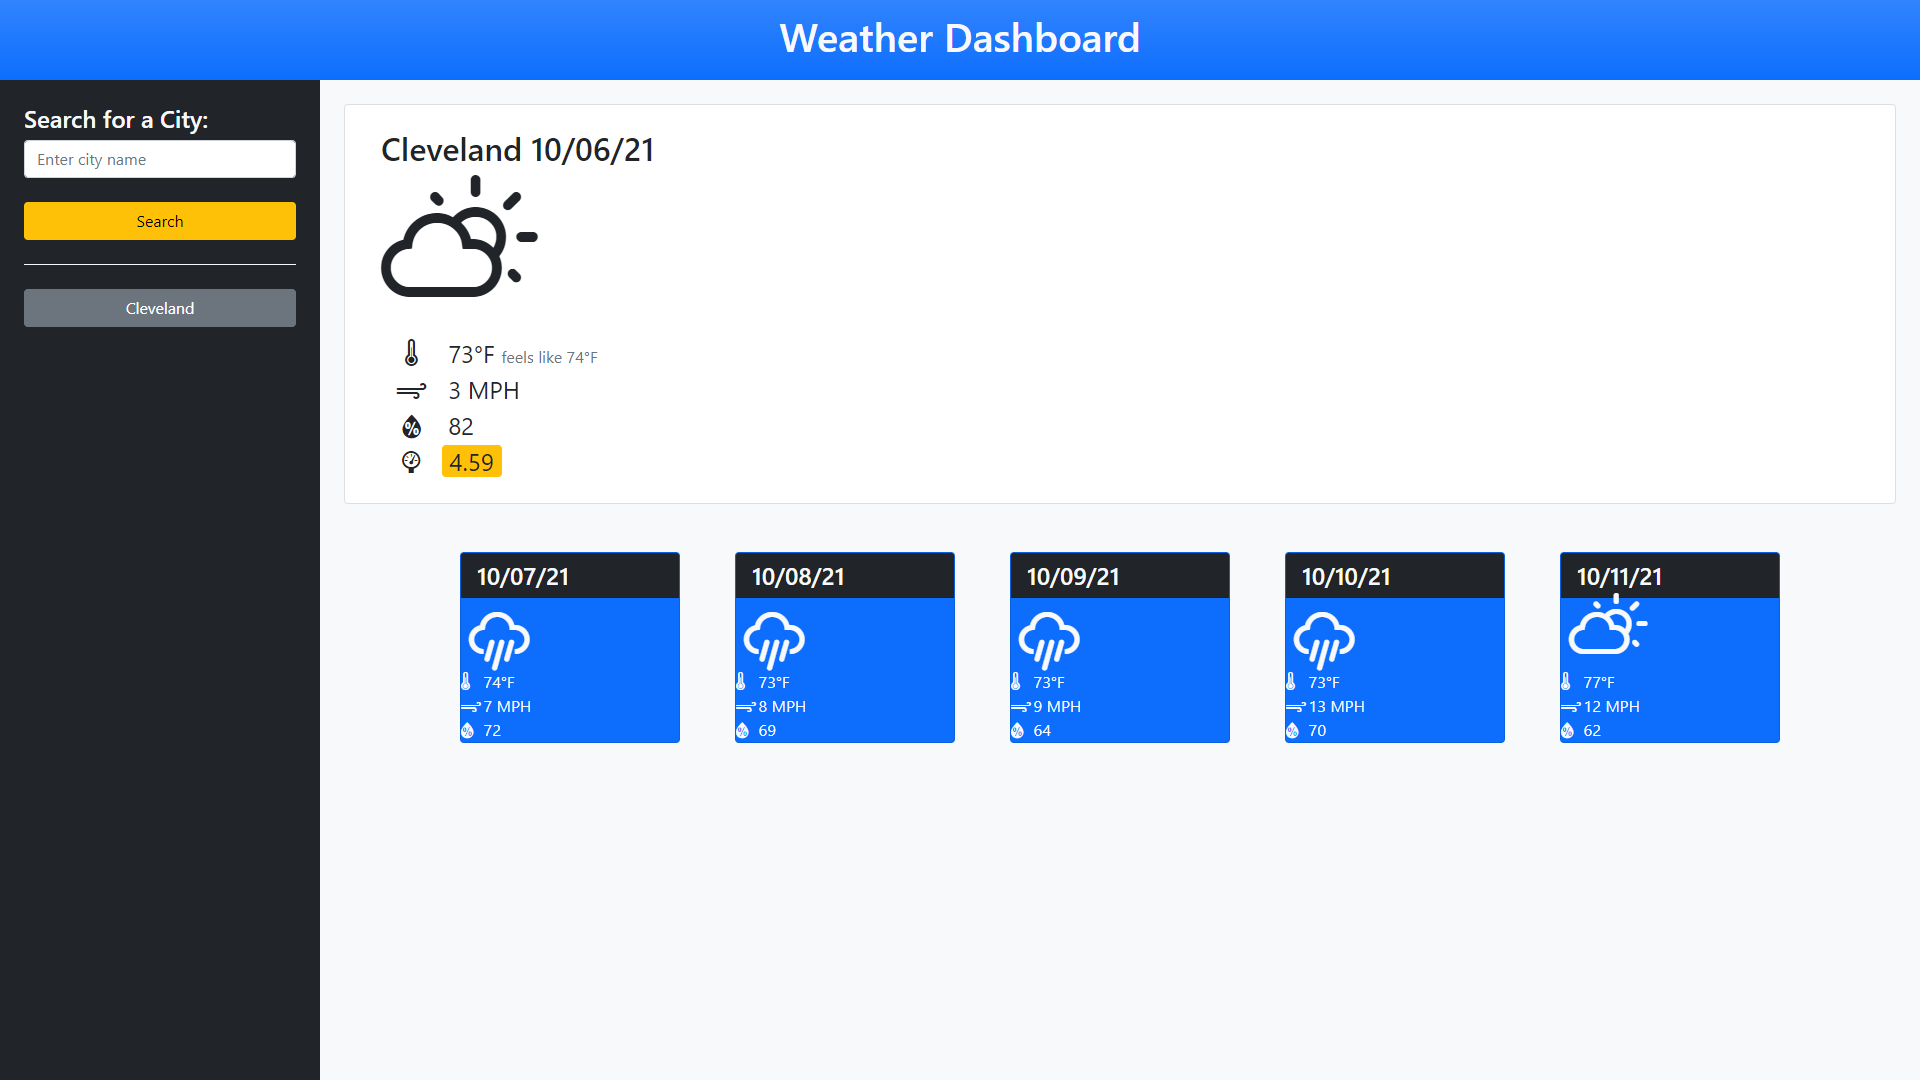 Weather Dashboard
Search for a City:
Enter city name
Search
Cleveland
Cleveland 10/06/21
73°F feels like 74°F
3 MPH
82
4.59
10/07/21
74°F
7 MPH
72
10/08/21
73°F
8 MPH
69
10/09/21
73°F
9 MPH
64
10/10/21
73°F
13 MPH
70
10/11/21
77°F
12 MPH
62